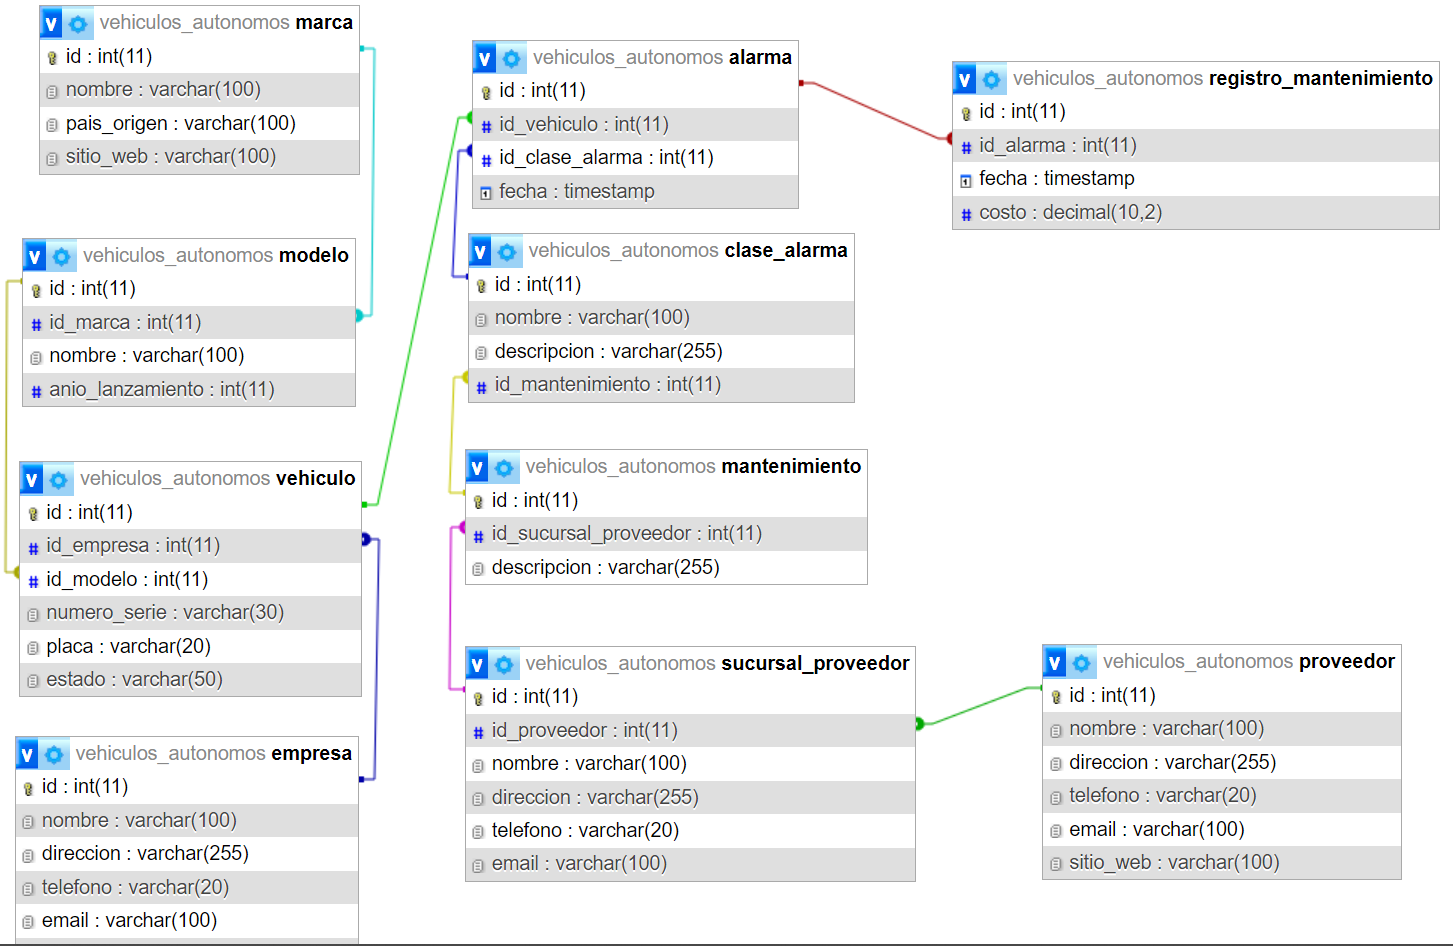 vehiculos_autonomos marca
id : int(11)
nombre : varchar(100)
pais_origen : varchar(100)
sitio_web : varchar(100)
vehiculos_autonomos modelo
id : int(11)
id_marca : int(11)
nombre : varchar(100)
anio_lanzamiento : int(11)
vehiculos_autonomos vehiculo
id : int(11)
id_empresa : int(11)
id_modelo : int(11)
numero_serie : varchar(30)
placa : varchar(20)
estado : varchar(50)
vehiculos_autonomos empresa
id : int(11)
nombre : varchar(100)
direccion : varchar(255)
telefono : varchar(20)
email : varchar(100)
vehiculos_autonomos alarma
id : int(11)
id_vehiculo : int(11)
id_clase_alarma : int(11)
fecha : timestamp
vehiculos_autonomos clase_alarma
id : int(11)
nombre : varchar(100)
descripcion : varchar(255)
id_mantenimiento : int(11)
vehiculos_autonomos mantenimiento
id : int(11)
id_sucursal_proveedor : int(11)
descripcion : varchar(255)
vehiculos_autonomos sucursal_proveedor
id : int(11)
id_proveedor : int(11)
nombre : varchar(100)
direccion : varchar(255)
telefono : varchar(20)
email : varchar(100)
vehiculos_autonomos registro_mantenimiento
id : int(11)
id_alarma : int(11)
fecha : timestamp
costo : decimal(10,2)
vehiculos_autonomos proveedor
id : int(11)
nombre : varchar(100)
direccion : varchar(255)
telefono : varchar(20)
email : varchar(100)
sitio_web : varchar(100)